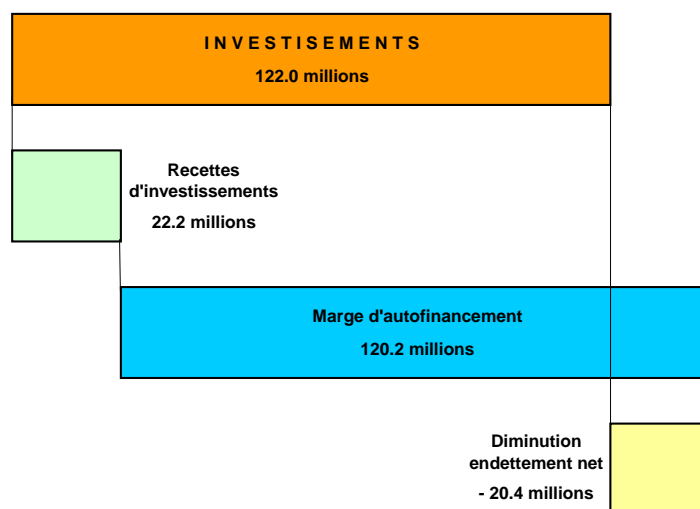 INVESTISEMENTS
122.0 millions
Recettes
d'investissements
22.2 millions
Marge d'autofinancement
120.2 millions
Diminution
endettement net
- 20.4 millions